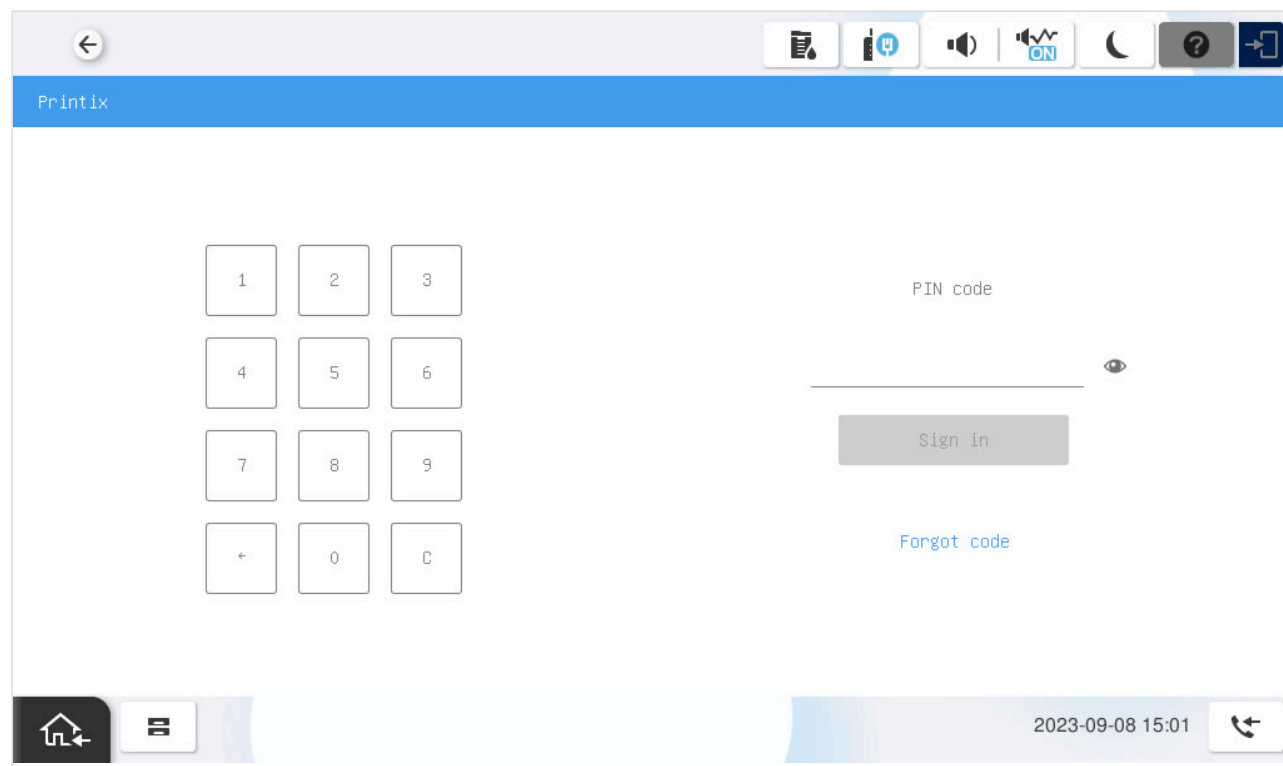 ON
?
Printix
1 2 3
4 5 6
7 8 9
← 0 C
PIN code
Sign in
Forgot code
2023-09-08 15:01